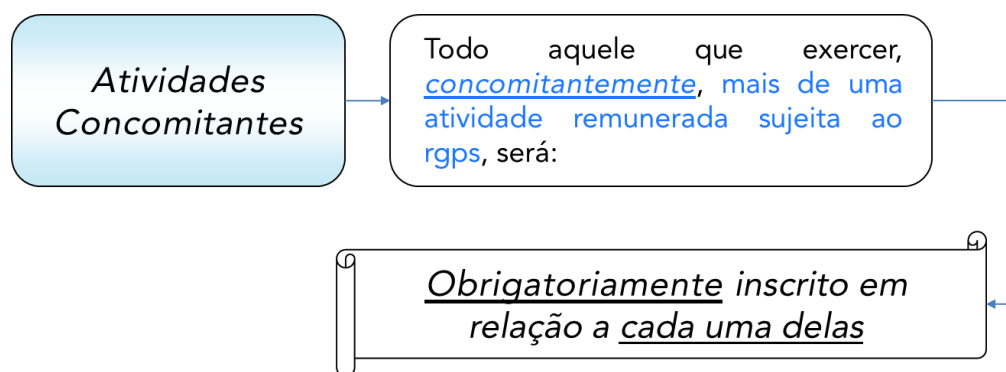 Atividades
Concomitantes
Todo aquele que exercer,
concomitantemente, mais de uma
atividade remunerada sujeita ao
rgps, será:
Obrigatoriamente inscrito em
relação a cada uma delas